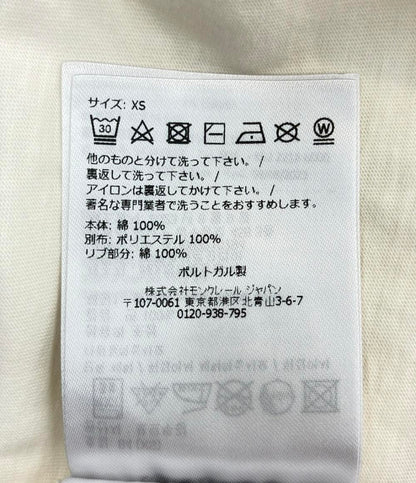 サイズ: XS
30 W
他のものと分けて洗って下さい。/
裏返して洗って下さい。/
アイロンは裏返してかけて下さい。/
著名な専門業者で洗うことをおすすめします。
本体: 綿 100%
別布: ポリエステル 100%
リブ部分: 綿 100%
ポルトガル製
株式会社モンクレール ジャパン
〒107-0061 東京都港区北青山3-6-7
0120-938-795